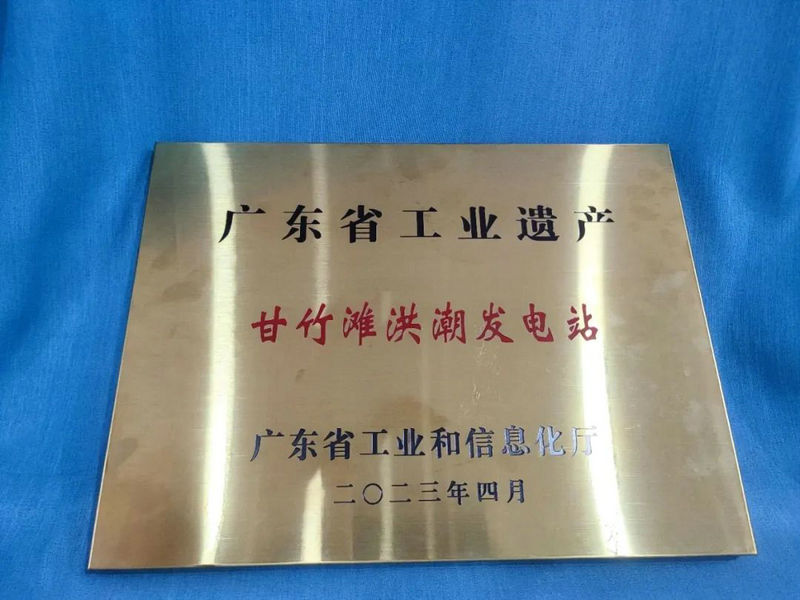 广东省工业遗产
甘竹滩洪潮发电站
广东省工业和信息化厅
二〇二三年四月